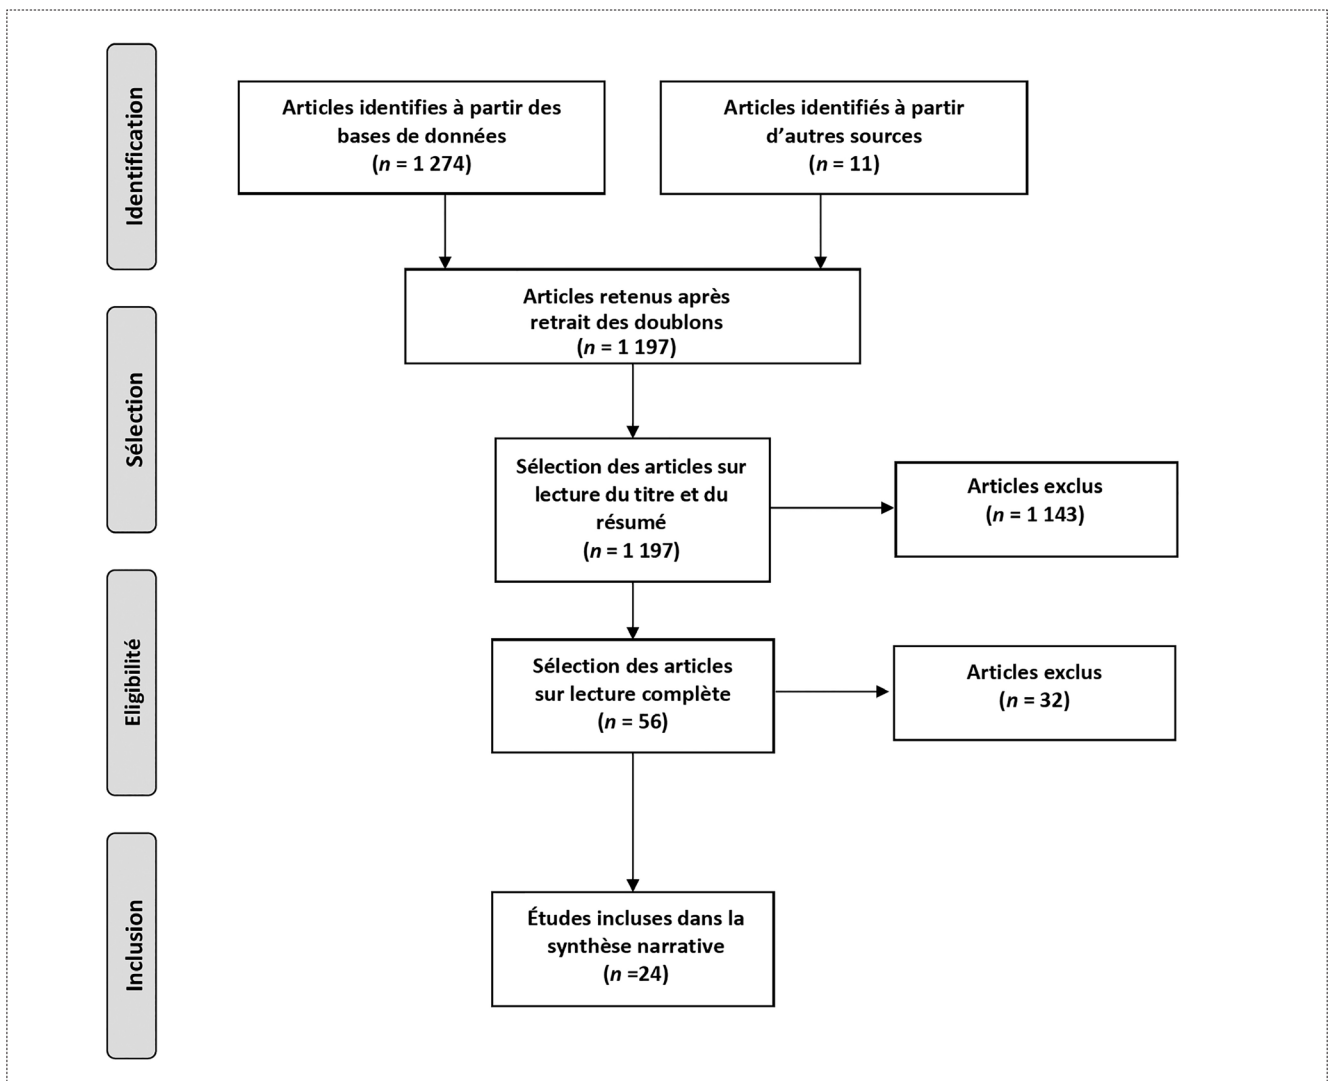 Identification
Articles identifies à partir des
bases de données
(n = 1 274)
Articles identifiés à partir
d’autres sources
(n = 11)
Articles retenus après
retrait des doublons
(n = 1 197)
Sélection
Sélection des articles sur
lecture du titre et du
résumé
(n = 1 197)
Articles exclus
(n = 1 143)
Eligibilité
Sélection des articles
sur lecture complète
(n = 56)
Articles exclus
(n = 32)
Inclusion
Études incluses dans la
synthèse narrative
(n =24)